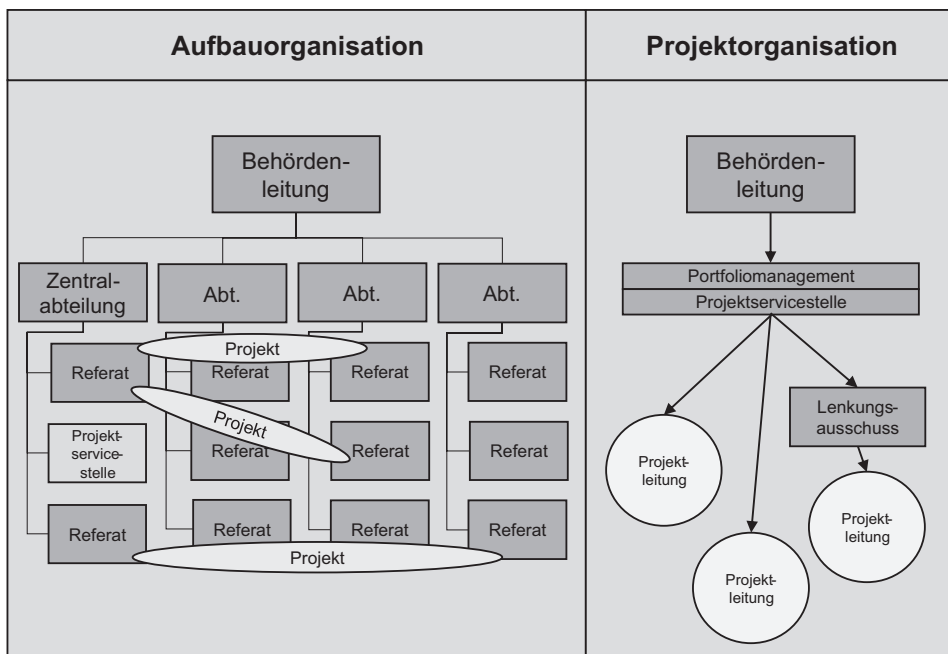 Aufbauorganisation
Behörden-
leitung
Zentral-
abteilung
Abt.
Abt.
Abt.
Projekt
Referat
Referat
Referat
Referat
Projekt
Projekt-
service-
stelle
Referat
Referat
Referat
Referat
Referat
Referat
Referat
Projekt
Projektorganisation
Behörden-
leitung
Portfoliomanagement
Projektservicestelle
Lenkungs-
ausschuss
Projekt-
leitung
Projekt-
leitung
Projekt-
leitung